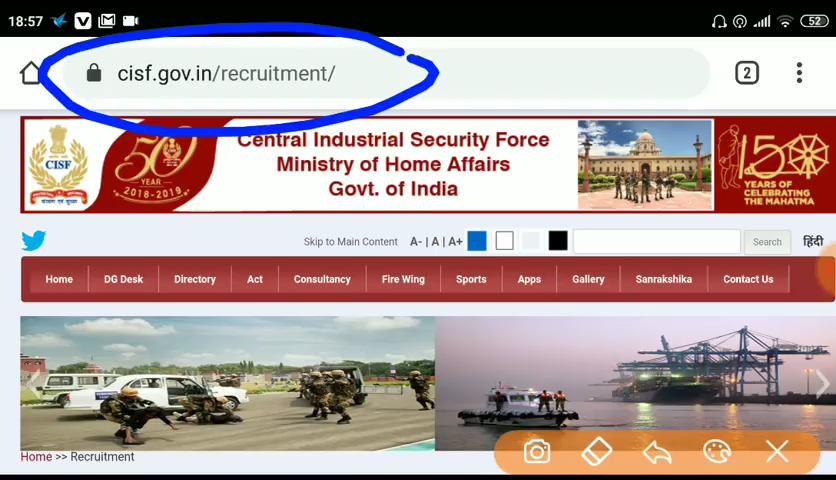 18:57
52
cisf.gov.in/recruitment/
2
CISF
50
YEAR
2018-2019
Central Industrial Security Force
Ministry of Home Affairs
Govt. of India
150
YEARS OF
CELEBRATING
THE MAHATMA
Skip to Main Content A- | A | A+ Search हिंदी
Home DG Desk Directory Act Consultancy Fire Wing Sports Apps Gallery Sanrakshika Contact Us
Home >> Recruitment